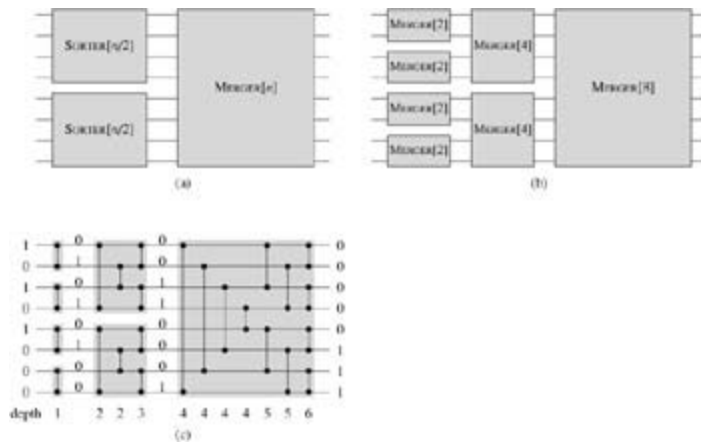 SORTER[n/2]
SORTER[n/2]
MERGER[n]
(a)
MERGER[2]
MERGER[2]
MERGER[2]
MERGER[2]
MERGER[4]
MERGER[4]
MERGER[8]
(b)
1 0 0 0
0 1 0 0
1 0 1 0
0 1 1 0
1 0 0 0
0 1 0 1
0 0 0 1
0 0 1 1
depth 1 2 2 3 4 4 4 4 5 5 6
(c)